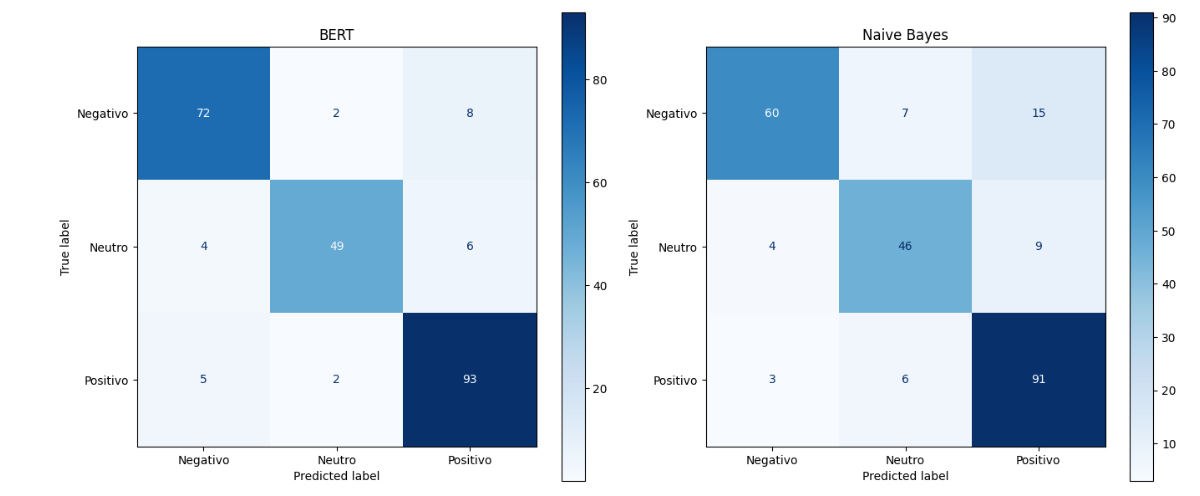 BERT
Negativo 72 2 8
Neutro 4 49 6
Positivo 5 2 93
Negativo Neutro Positivo
Predicted label
True label
80
60
40
20
Naive Bayes
Negativo 60 7 15
Neutro 4 46 9
Positivo 3 6 91
Negativo Neutro Positivo
Predicted label
True label
90
80
70
60
50
40
30
20
10